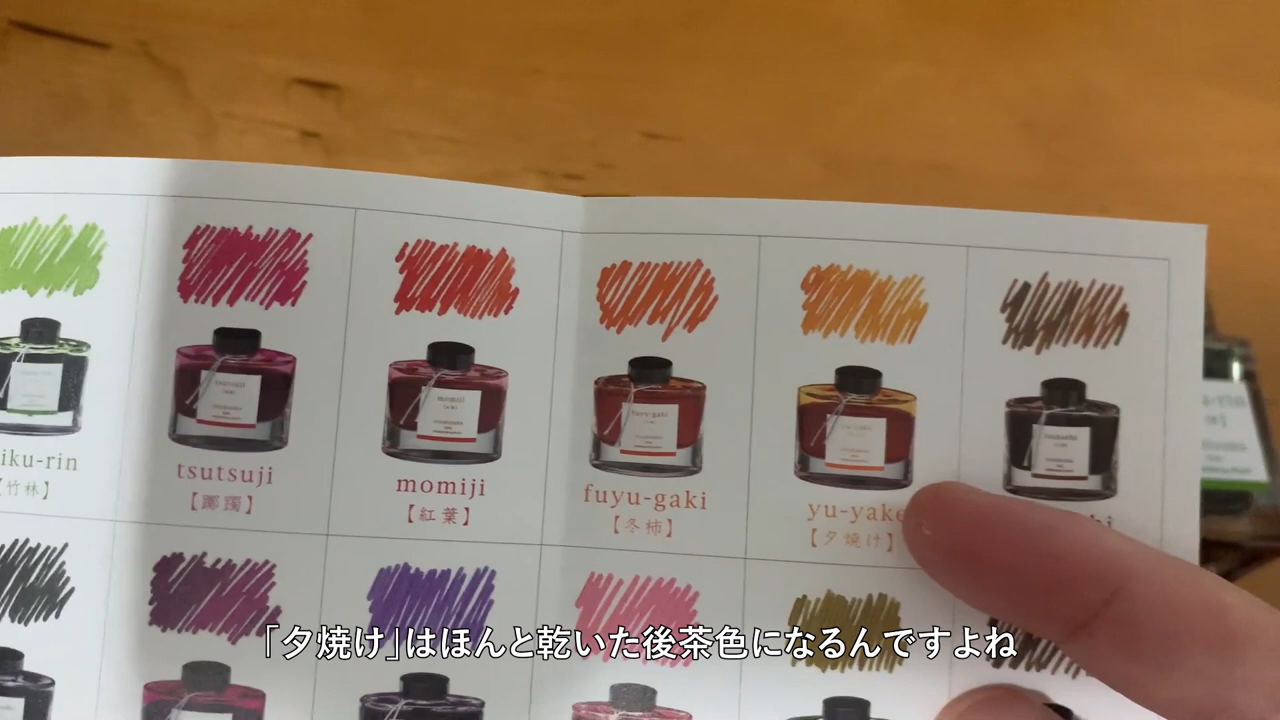 iku-rin
【竹林】
tsutsuji
【躑躅】
momiji
【紅葉】
fuyu-gaki
【冬柿】
yu-yake
【夕焼け】
「夕焼け」はほんと乾いた後茶色になるんですよね